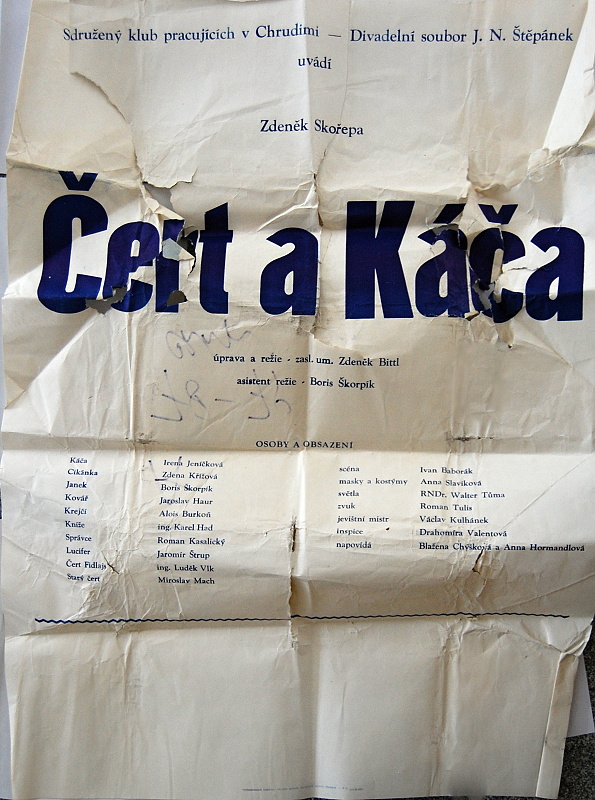 Sdružený klub pracujících v Chrudimi — Divadelní soubor J. N. Štěpánek
uvádí
Zdeněk Skořepa
Čert a Káča
úprava a režie - zasl. um. Zdeněk Bittl
asistent režie - Boris Škorpík
OSOBY A OBSAZENÍ
Káča Irena Jeníčková
Cikánka Zdena Křížová
Janek Boris Škorpík
Kovář Jaroslav Haur
Krejčí Alois Burkoň
Kníže ing. Karel Had
Správce Roman Kasalický
Lucifer Jaromír Štrup
Čert Fidlajs ing. Luděk Vlk
Starý čert Miroslav Mach
scéna Ivan Baborák
masky a kostýmy Anna Slavíková
světla RNDr. Walter Tůma
zvuk Roman Tulis
jevištní mistr Václav Kulhánek
inspice Drahomíra Valentová
napovídá Blažena Chýšková a Anna Hormandlová